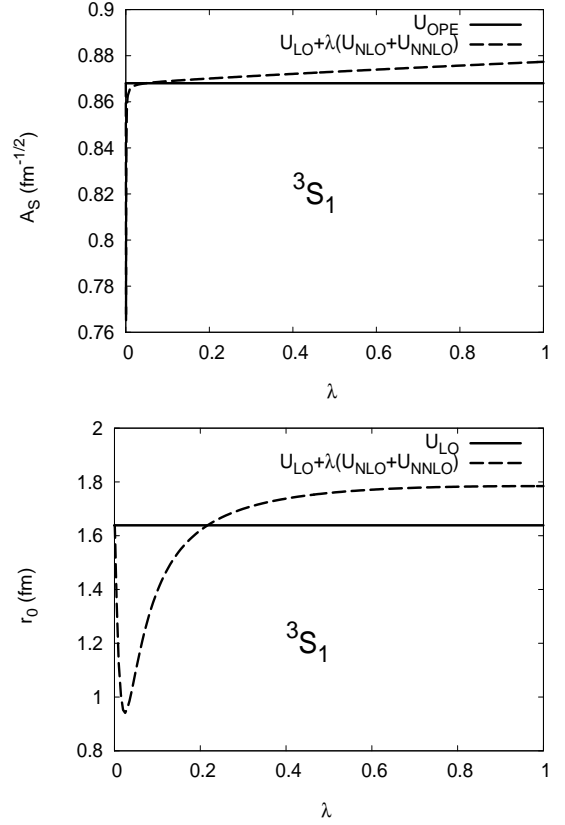 0.9
0.88
0.86
0.84
0.82
0.8
0.78
0.76
A_S (fm^{-1/2})
U_OPE
U_LO+λ(U_NLO+U_NNLO)
^3S_1
0 0.2 0.4 0.6 0.8 1
λ
2
1.8
1.6
1.4
1.2
1
0.8
r_0 (fm)
U_LO
U_LO+λ(U_NLO+U_NNLO)
^3S_1
0 0.2 0.4 0.6 0.8 1
λ